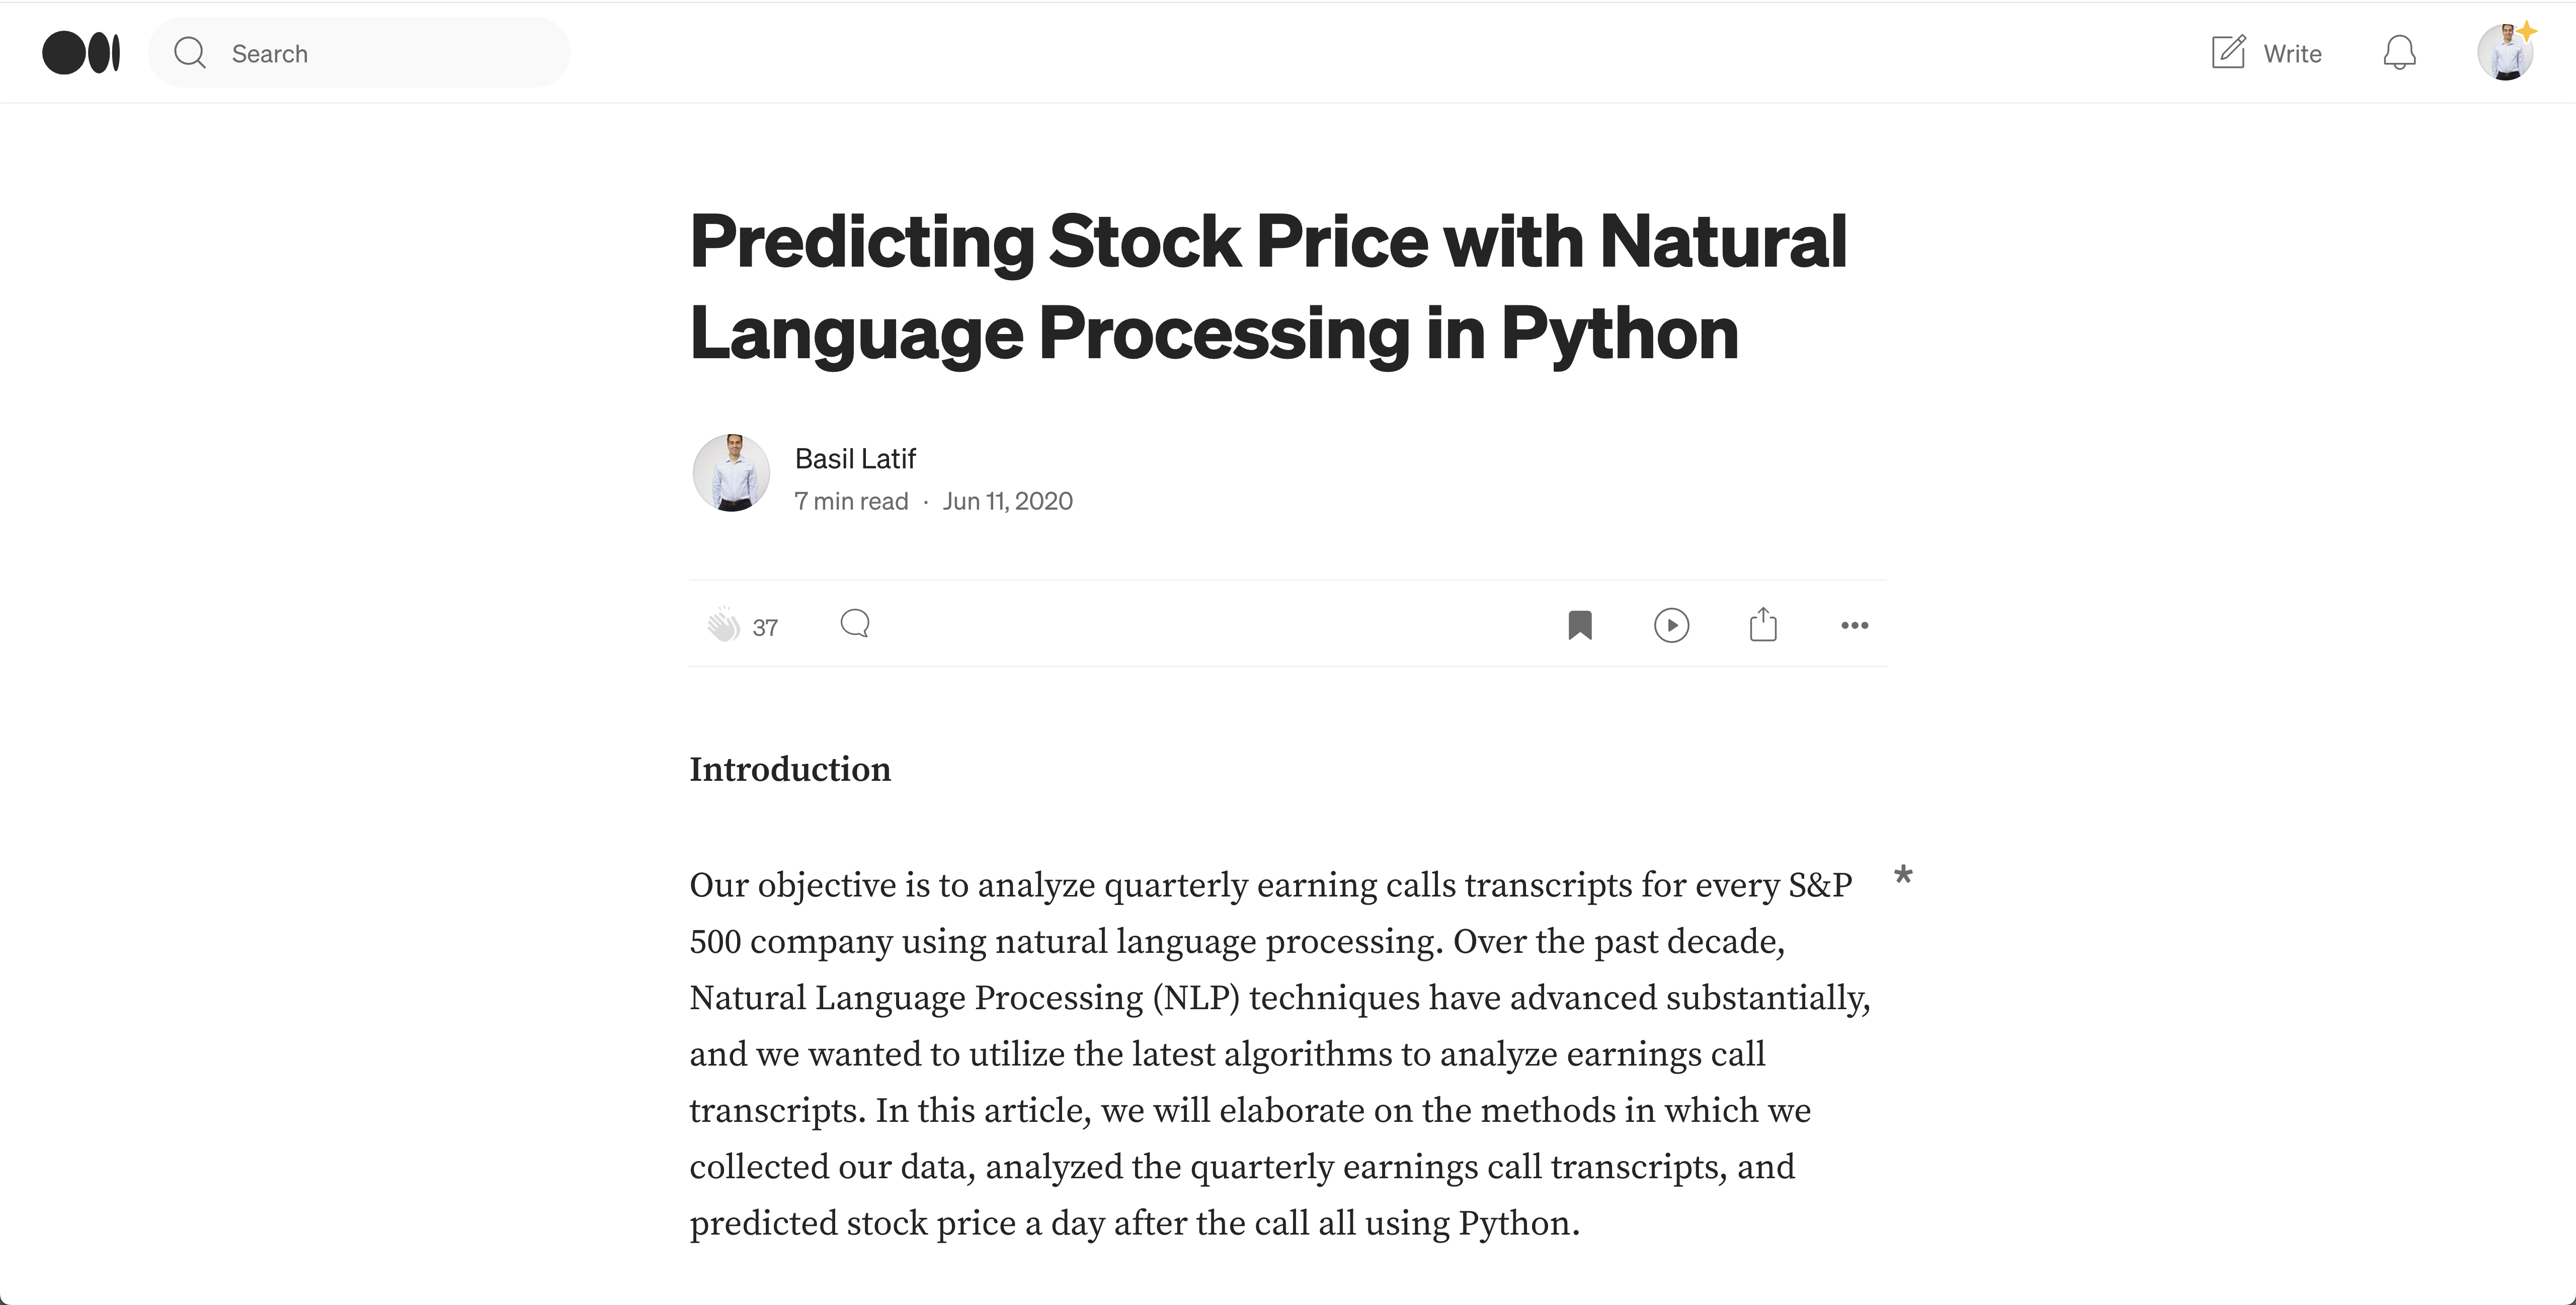 Search
Write
Predicting Stock Price with Natural
Language Processing in Python
Basil Latif
7 min read · Jun 11, 2020
37
Introduction
Our objective is to analyze quarterly earning calls transcripts for every S&P *
500 company using natural language processing. Over the past decade,
Natural Language Processing (NLP) techniques have advanced substantially,
and we wanted to utilize the latest algorithms to analyze earnings call
transcripts. In this article, we will elaborate on the methods in which we
collected our data, analyzed the quarterly earnings call transcripts, and
predicted stock price a day after the call all using Python.